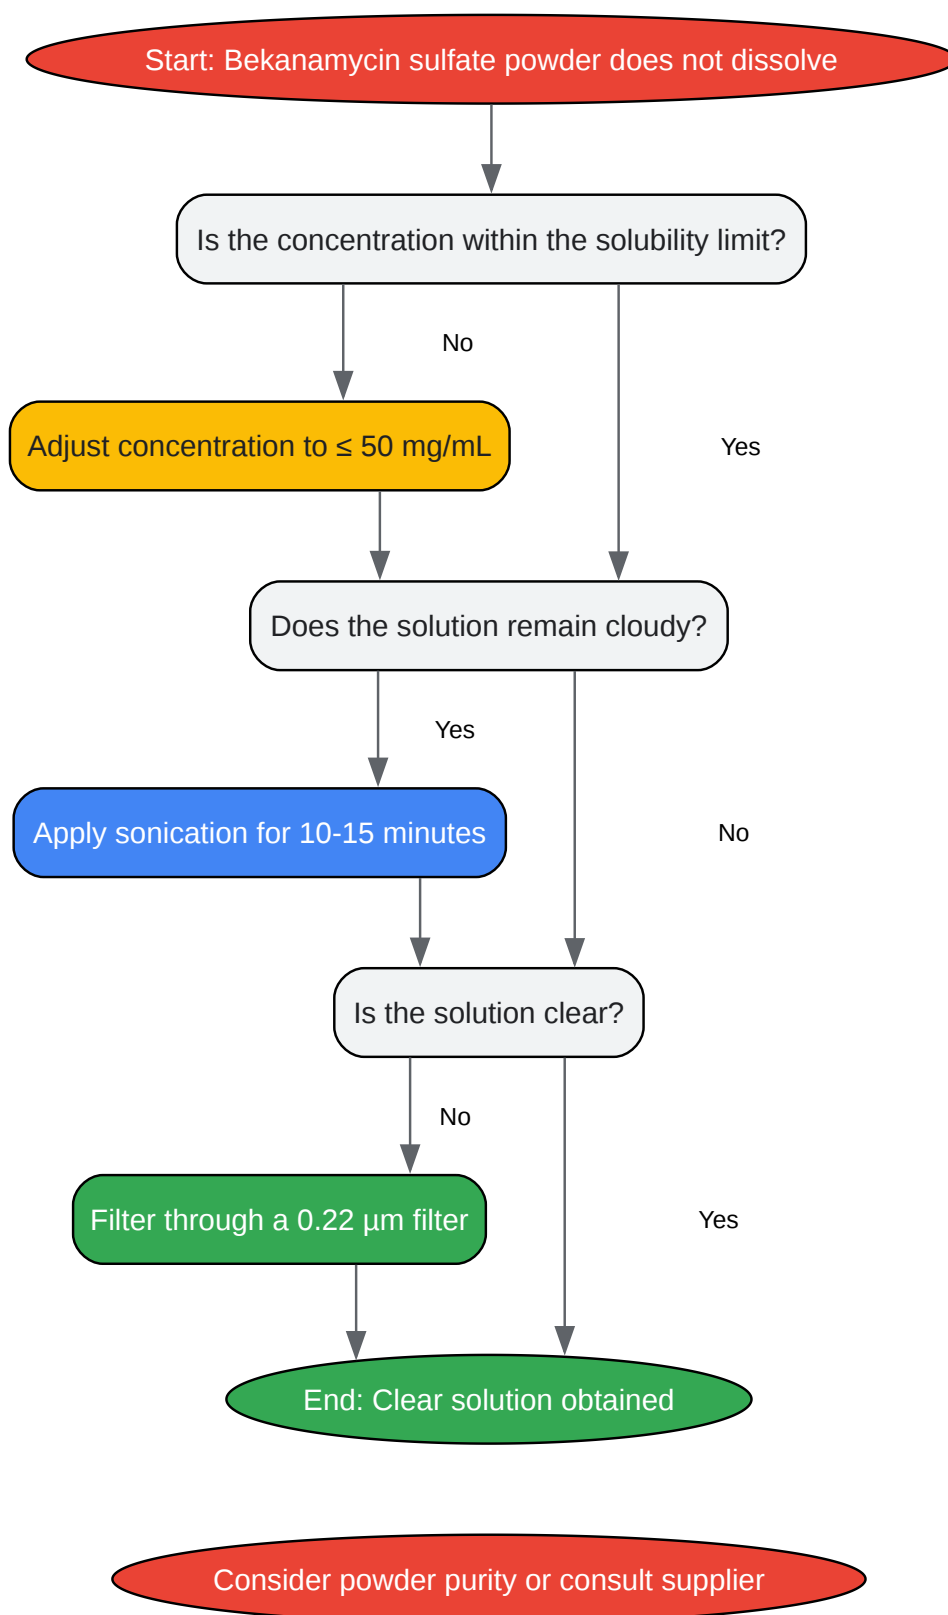 Start: Bekanamycin sulfate powder does not dissolve
Is the concentration within the solubility limit?
No
Adjust concentration to ≤ 50 mg/mL
Yes
Does the solution remain cloudy?
Yes
Apply sonication for 10-15 minutes
No
Is the solution clear?
No
Filter through a 0.22 µm filter
Yes
End: Clear solution obtained
Consider powder purity or consult supplier